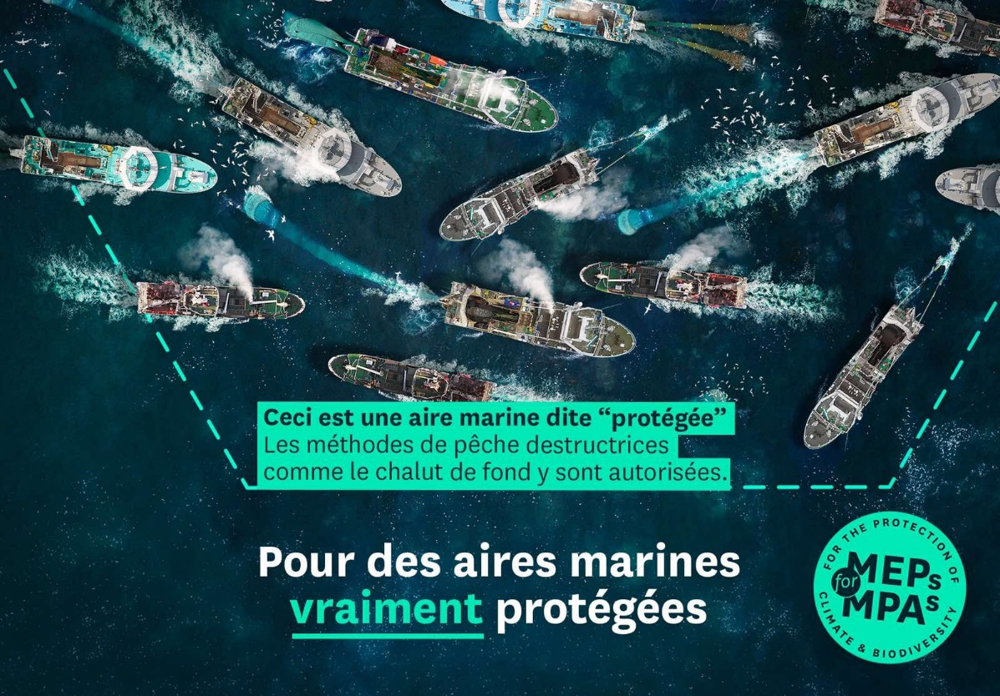 Ceci est une aire marine dite “protégée”
Les méthodes de pêche destructrices
comme le chalut de fond y sont autorisées.
Pour des aires marines
vraiment protégées
FOR THE PROTECTION OF
MEPs
for
MPAs
CLIMATE & BIODIVERSITY